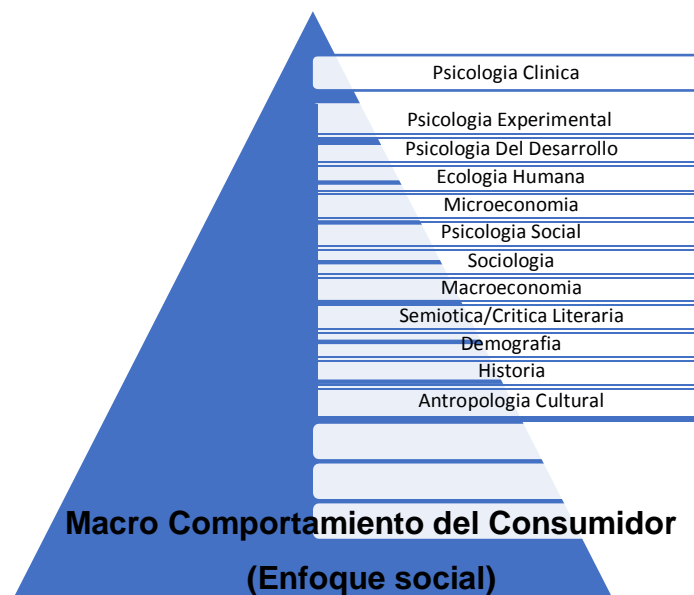 Psicologia Clinica
Psicologia Experimental
Psicologia Del Desarrollo
Ecologia Humana
Microeconomia
Psicologia Social
Sociologia
Macroeconomia
Semiotica/Critica Literaria
Demografia
Historia
Antropologia Cultural
Macro Comportamiento del Consumidor
(Enfoque social)